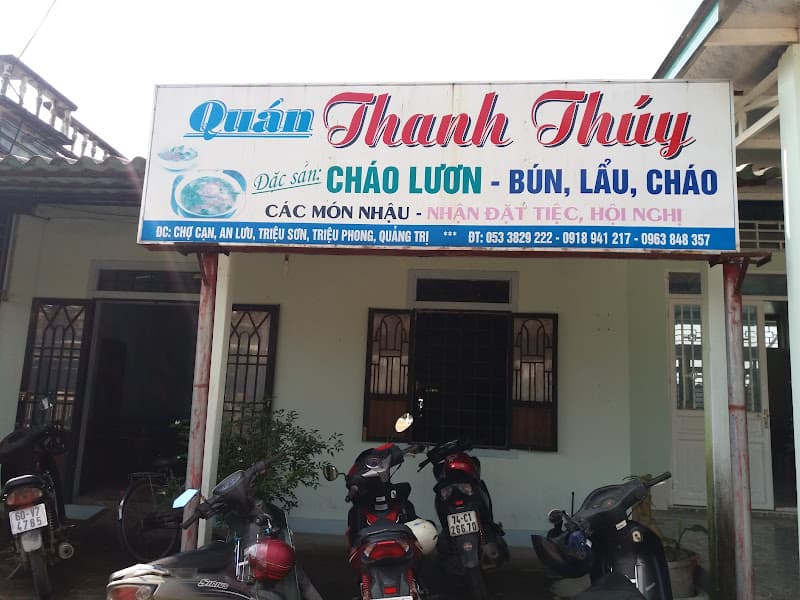 Quán Thanh Thúy
Đặc sản: CHÁO LƯƠN - BÚN, LẨU, CHÁO
CÁC MÓN NHẬU - NHẬN ĐẶT TIỆC, HỘI NGHỊ
ĐC: CHỢ CẠN, AN LƯU, TRIỆU SƠN, TRIỆU PHONG, QUẢNG TRỊ *** ĐT: 053 3829 222 - 0918 941 217 - 0963 848 357
60-V7
4785
74-C1
266.70
STRIVE